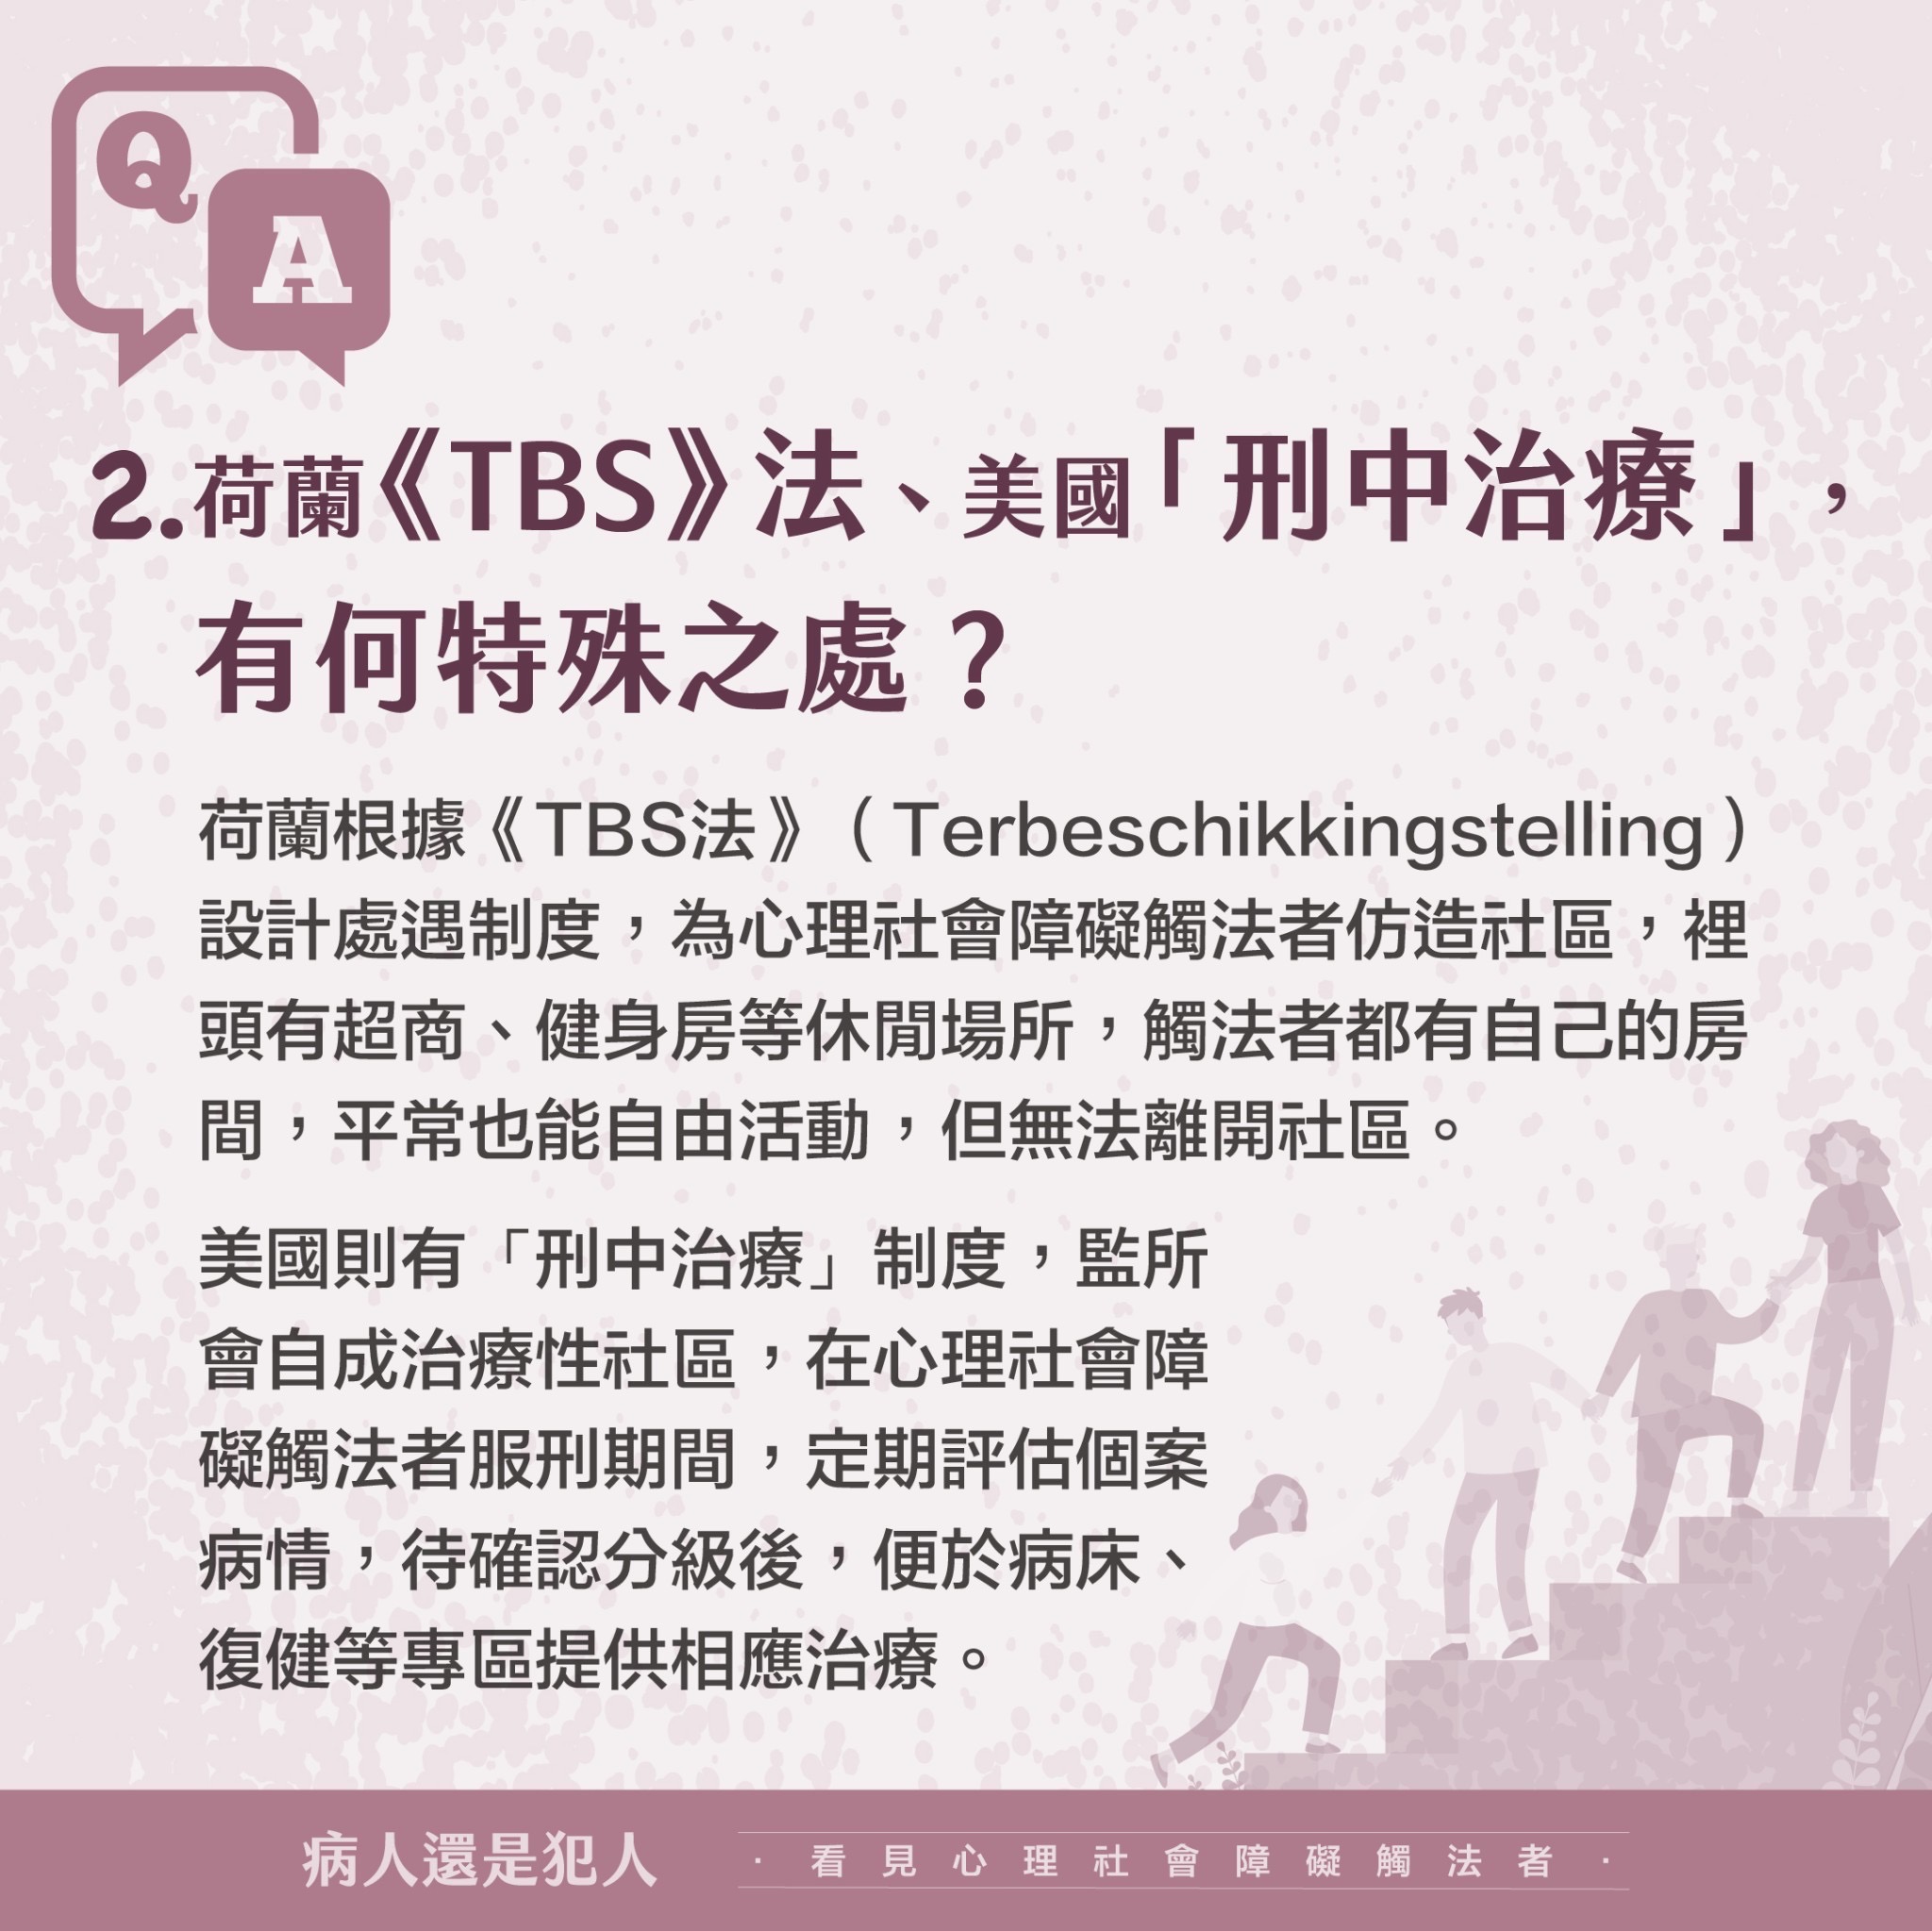 Q
A
2.荷蘭《TBS》法、美國「刑中治療」，
有何特殊之處？
荷蘭根據《TBS法》（Terbeschikkingstelling）
設計處遇制度，為心理社會障礙觸法者仿造社區，裡
頭有超商、健身房等休閒場所，觸法者都有自己的房
間，平常也能自由活動，但無法離開社區。
美國則有「刑中治療」制度，監所
會自成治療性社區，在心理社會障
礙觸法者服刑期間，定期評估個案
病情，待確認分級後，便於病床、
復健等專區提供相應治療。
病人還是犯人
·看見心理社會障礙觸法者·